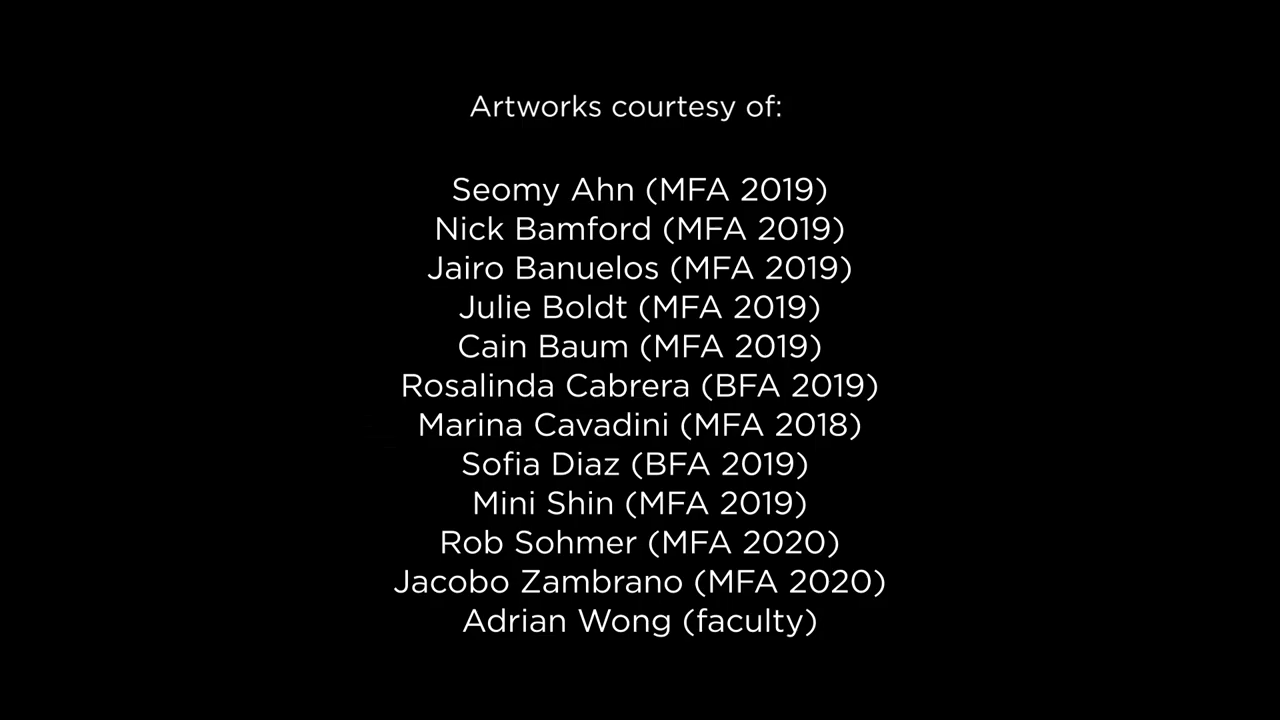 Artworks courtesy of:
Seomy Ahn (MFA 2019)
Nick Bamford (MFA 2019)
Jairo Banuelos (MFA 2019)
Julie Boldt (MFA 2019)
Cain Baum (MFA 2019)
Rosalinda Cabrera (BFA 2019)
Marina Cavadini (MFA 2018)
Sofia Diaz (BFA 2019)
Mini Shin (MFA 2019)
Rob Sohmer (MFA 2020)
Jacobo Zambrano (MFA 2020)
Adrian Wong (faculty)